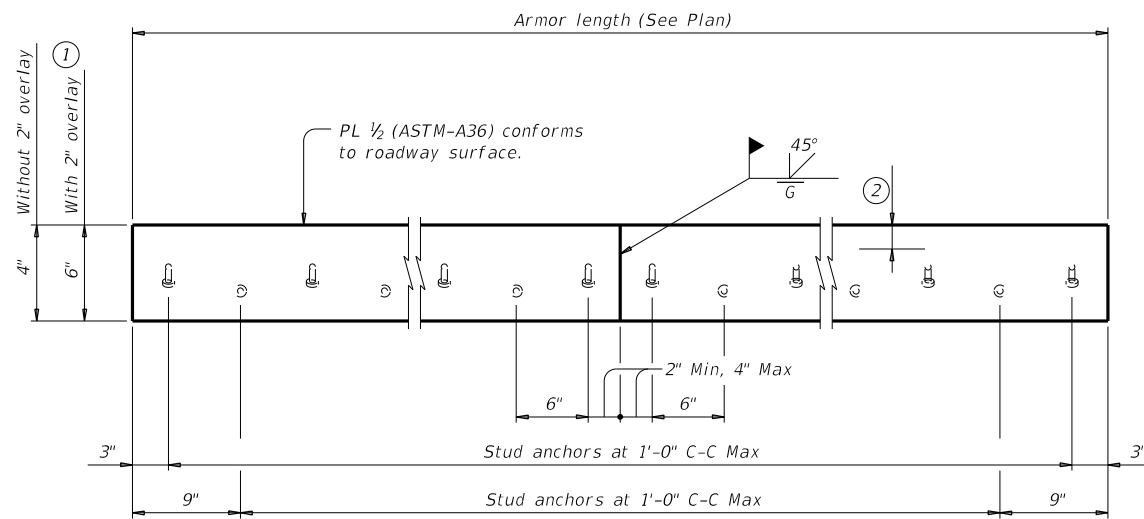 Armor length (See Plan)
Without 2" overlay
1
With 2" overlay
PL ½ (ASTM-A36) conforms
to roadway surface.
45°
G
2
4"
6"
2" Min, 4" Max
6"
6"
3"
Stud anchors at 1'-0" C-C Max
3"
9"
Stud anchors at 1'-0" C-C Max
9"